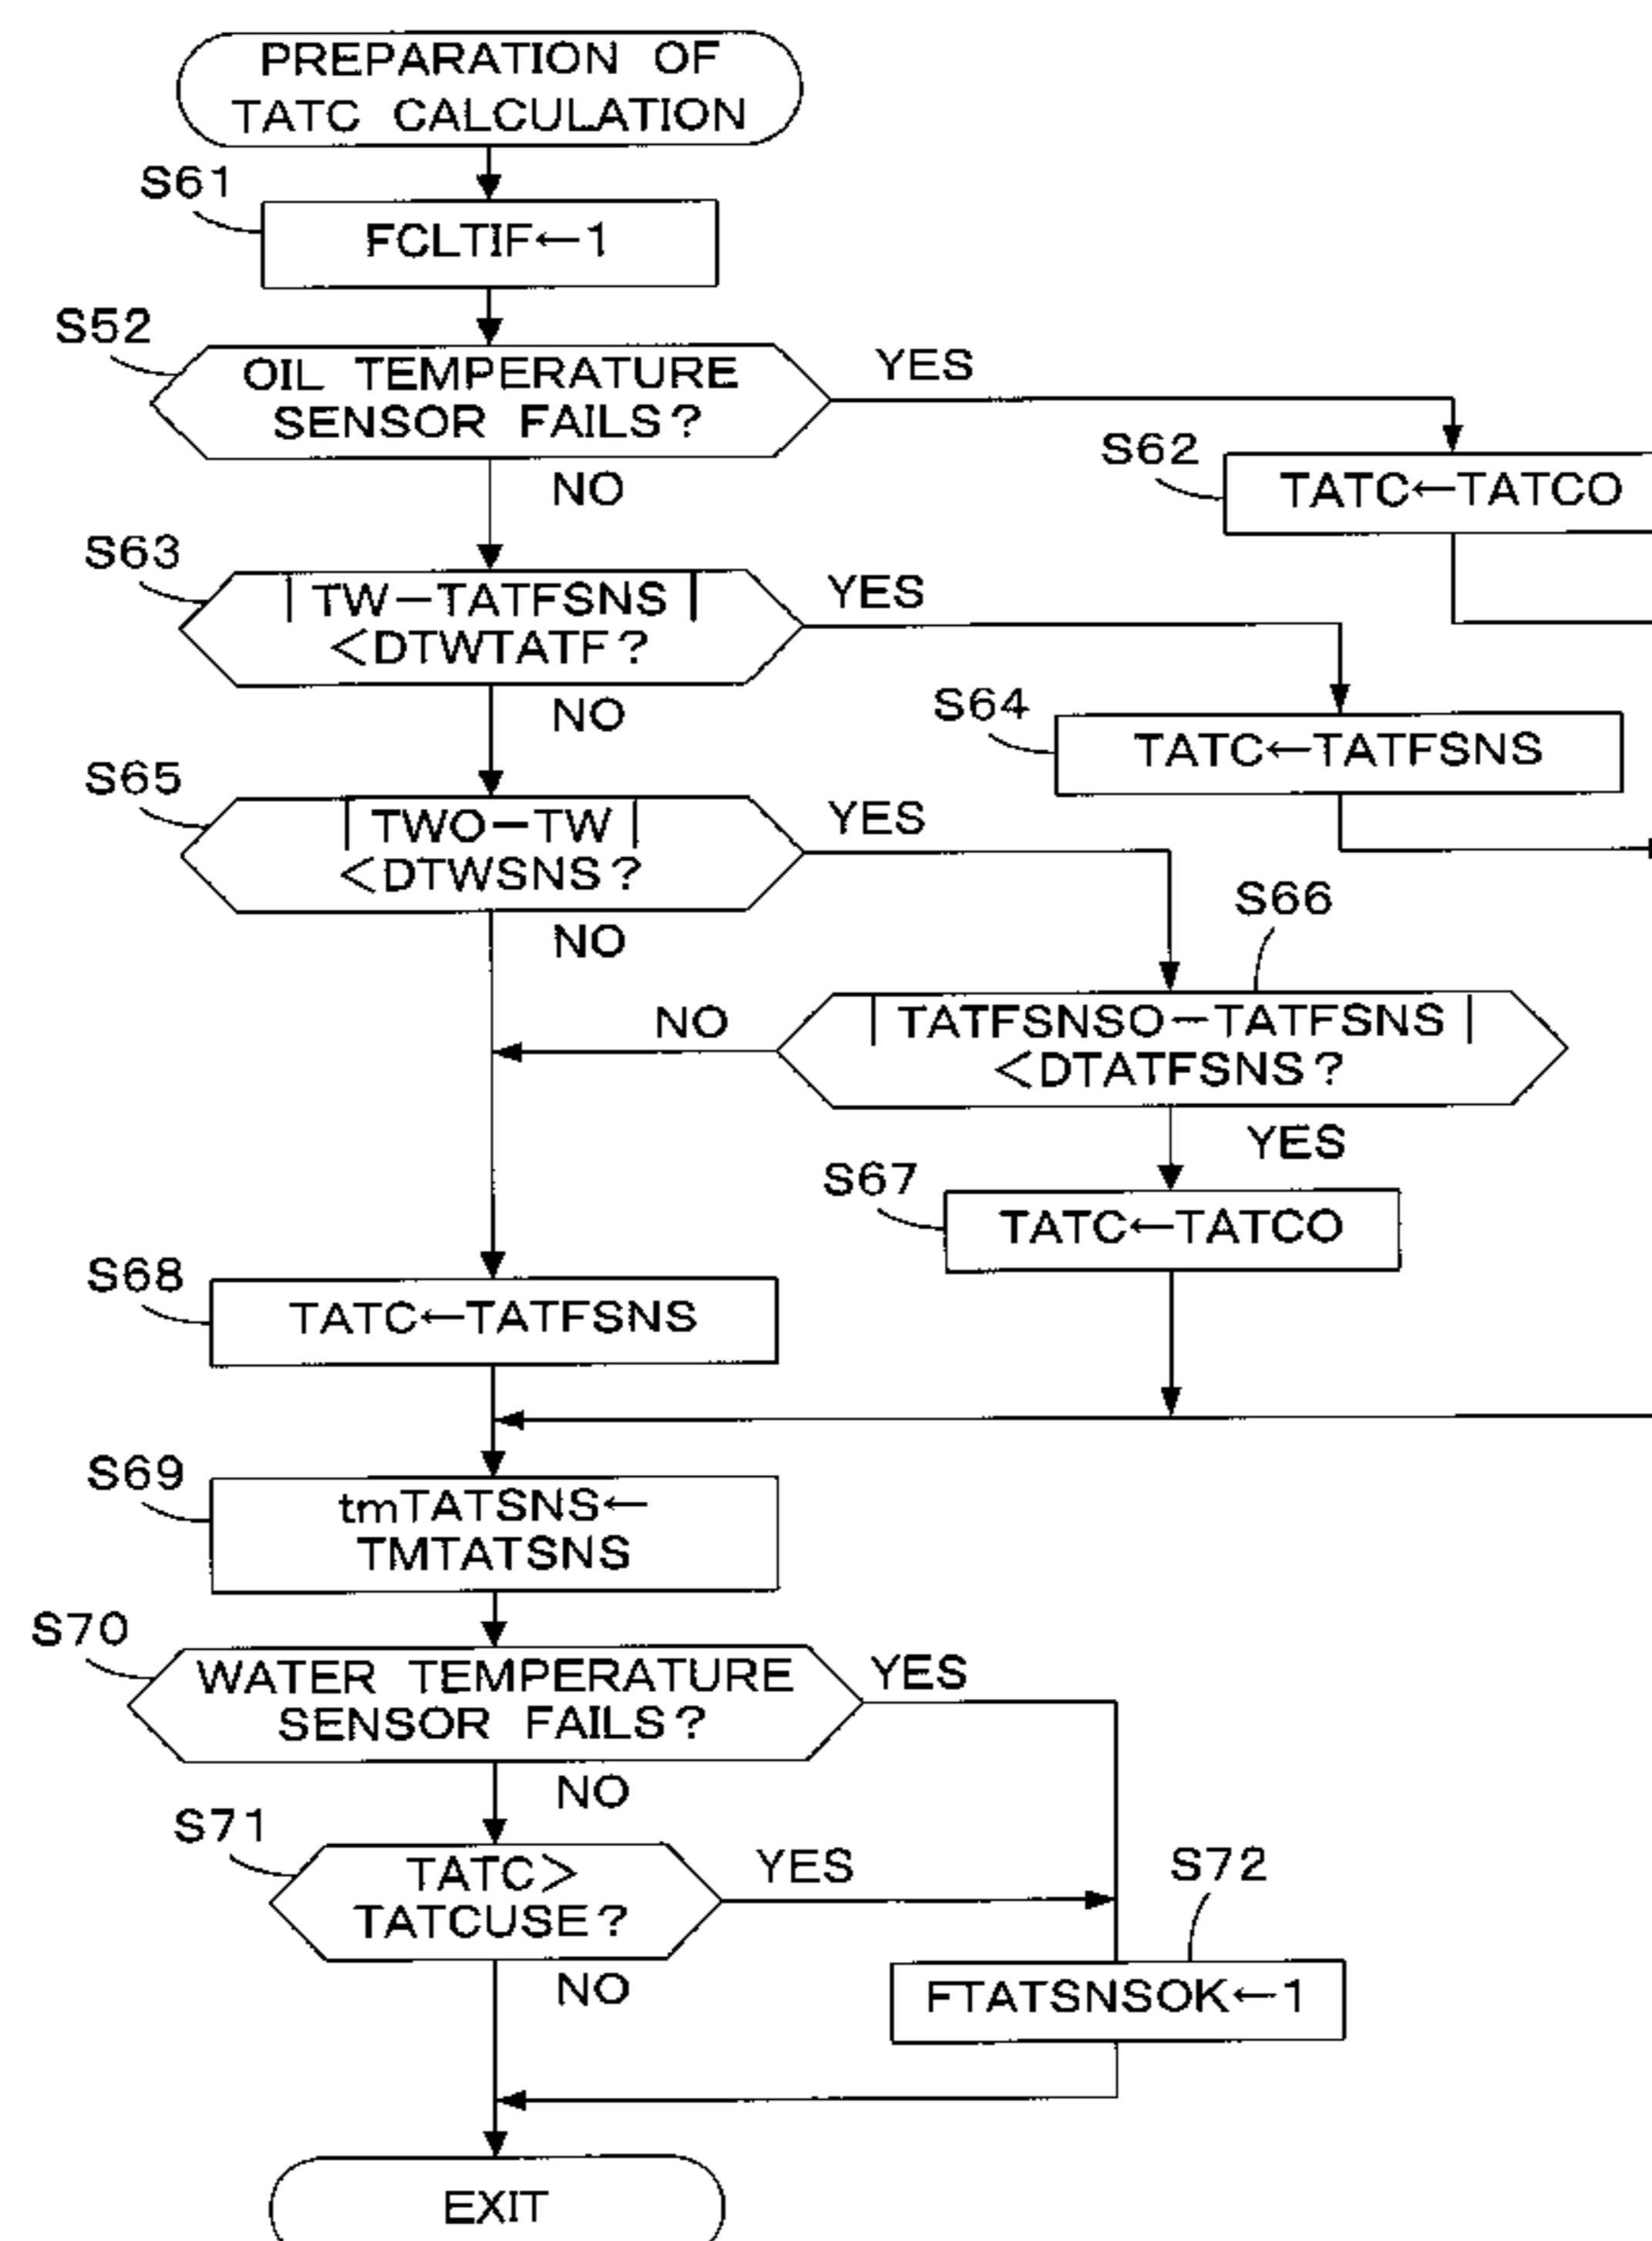 PREPARATION OF
TATC CALCULATION
S61
FCLTIF←1
S52
OIL TEMPERATURE
SENSOR FAILS?
YES
NO
S62
TATC←TATCO
S63
|TW−TATFSNS|
<DTWTATF?
YES
NO
S64
TATC←TATFSNS
S65
|TWO−TW|
<DTWSNS?
YES
NO
S66
|TATFSNSO−TATFSNS|
<DTATFSNS?
NO
YES
S67
TATC←TATCO
S68
TATC←TATFSNS
S69
tmTATSNS←
TMTATSNS
S70
WATER TEMPERATURE
SENSOR FAILS?
YES
NO
S71
TATC>
TATCUSE?
YES
NO
S72
FTATSNSOK←1
EXIT